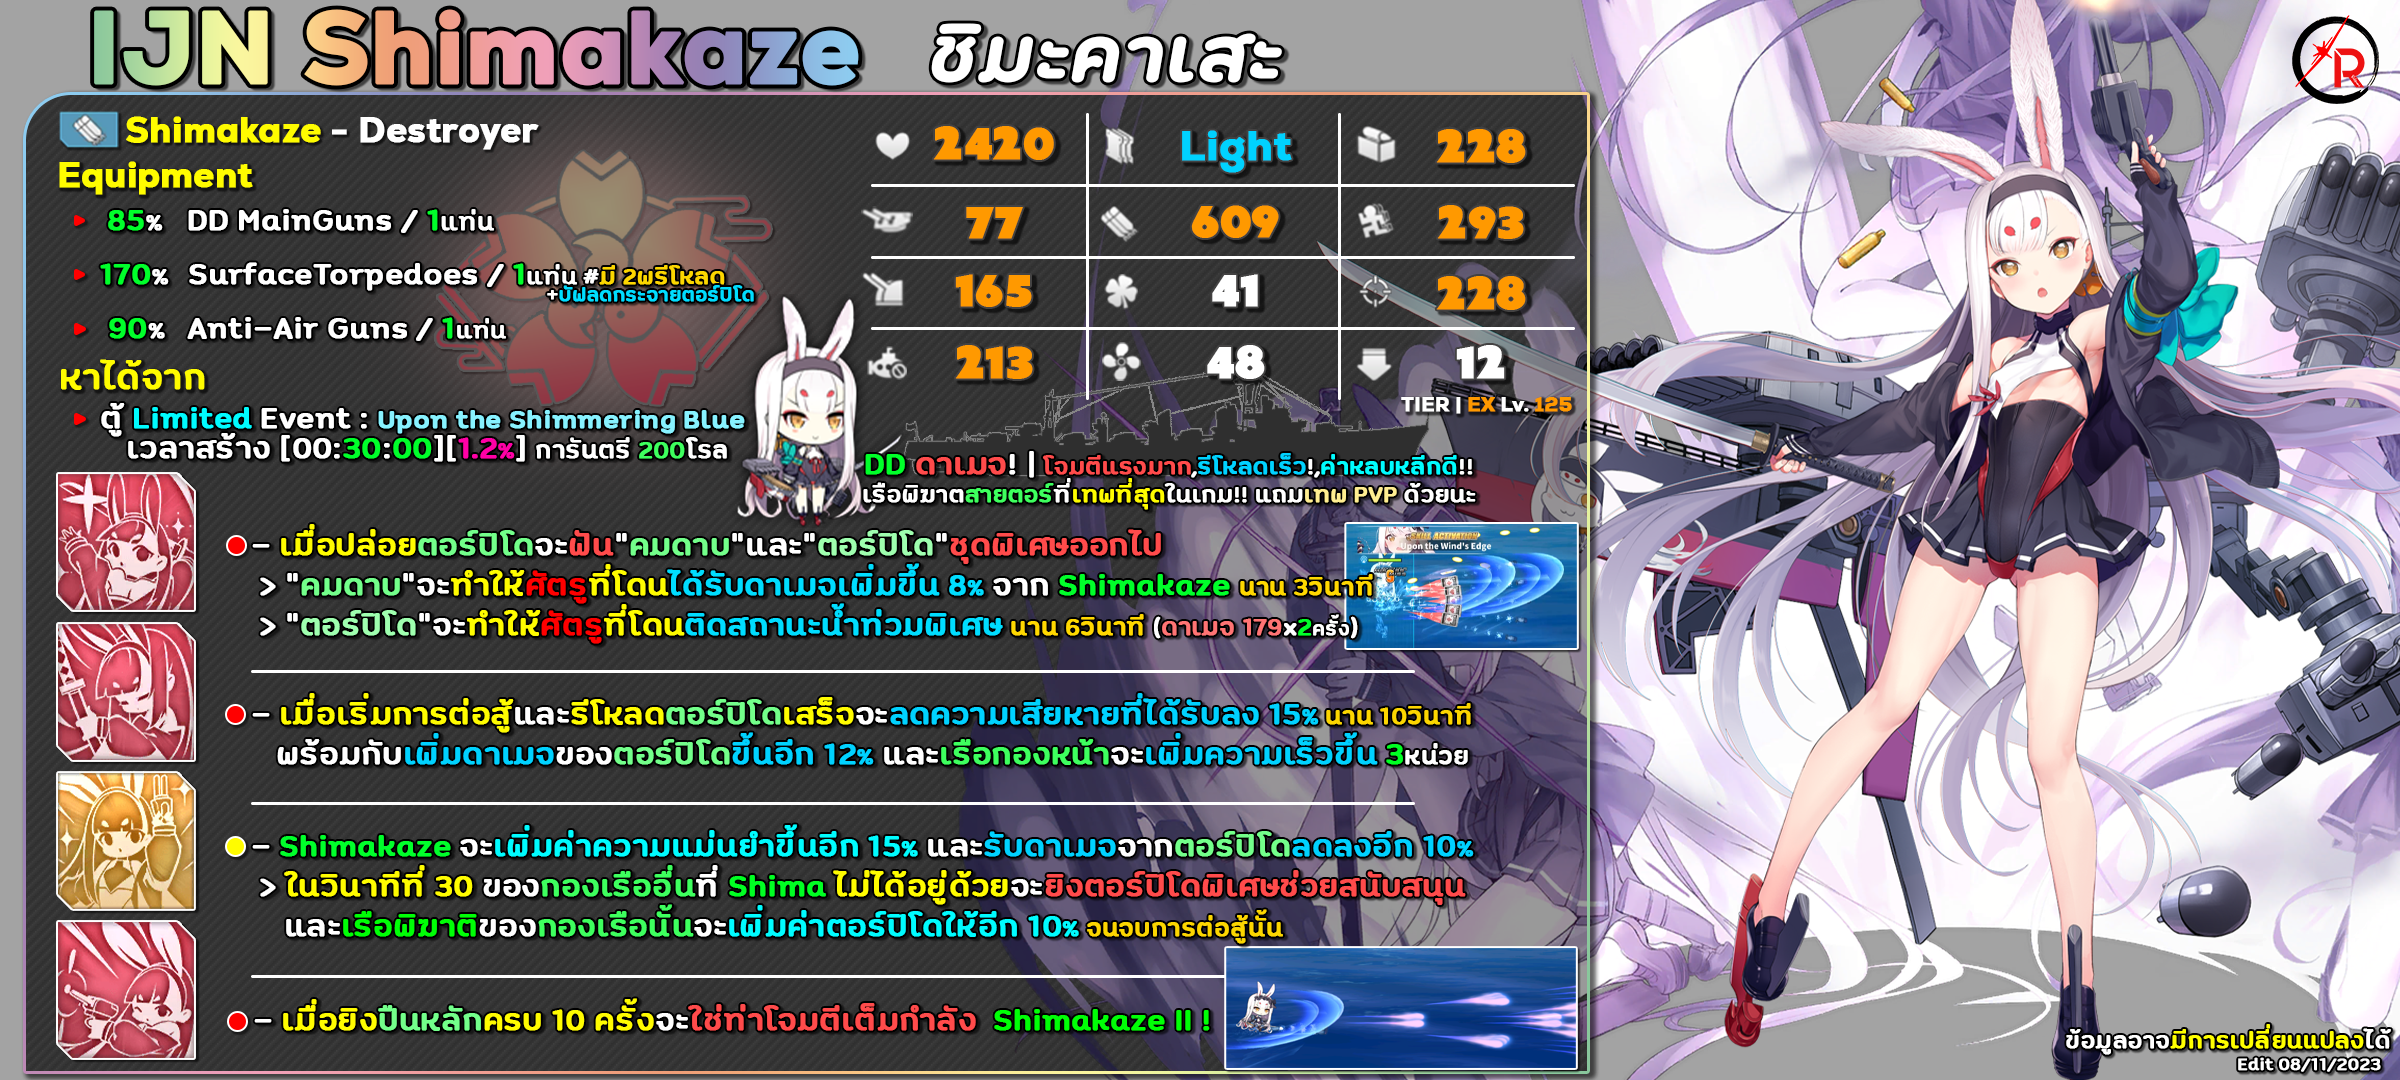 IJN Shimakaze ชิมะคาเสะ
Shimakaze - Destroyer
Equipment
85% DD MainGuns / 1แท่น
170% SurfaceTorpedoes / 1แท่น #มี 2พรีโหลด
+บัฟลดกระจายตอร์ปิโด
90% Anti-Air Guns / 1แท่น
หาได้จาก
ตู้ Limited Event : Upon the Shimmering Blue
เวลาสร้าง [00:30:00][1.2%] การันตรี 200โรล
2420 Light 228
77 609 293
165 41 228
213 48 12
TIER | EX Lv. 125
DD ดาเมจ! | โจมตีแรงมาก,รีโหลดเร็ว!,ค่าหลบหลีกดี!!
เรือพิฆาตสายตอร์ที่เทพที่สุดในเกม!! แถมเทพ PVP ด้วยนะ
- เมื่อปล่อยตอร์ปิโดจะฟัน"คมดาบ"และ"ตอร์ปิโด"ชุดพิเศษออกไป
> "คมดาบ"จะทำให้ศัตรูที่โดนได้รับดาเมจเพิ่มขึ้น 8% จาก Shimakaze นาน 3วินาที
> "ตอร์ปิโด"จะทำให้ศัตรูที่โดนติดสถานะน้ำท่วมพิเศษ นาน 6วินาที (ดาเมจ 179x2ครั้ง)
SKILL ACTIVATION
Upon the Wind's Edge
- เมื่อเริ่มการต่อสู้และรีโหลดตอร์ปิโดเสร็จจะลดความเสียหายที่ได้รับลง 15% นาน 10วินาที
พร้อมกับเพิ่มดาเมจของตอร์ปิโดขึ้นอีก 12% และเรือกองหน้าจะเพิ่มความเร็วขึ้น 3หน่วย
- Shimakaze จะเพิ่มค่าความแม่นยำขึ้นอีก 15% และรับดาเมจจากตอร์ปิโดลดลงอีก 10%
> ในวินาทีที่ 30 ของกองเรืออื่นที่ Shima ไม่ได้อยู่ด้วยจะยิงตอร์ปิโดพิเศษช่วยสนับสนุน
และเรือพิฆาติของกองเรือนั้นจะเพิ่มค่าตอร์ปิโดให้อีก 10% จนจบการต่อสู้นั้น
- เมื่อยิงปืนหลักครบ 10 ครั้งจะใช่ท่าโจมตีเต็มกำลัง Shimakaze II !
R
ข้อมูลอาจมีการเปลี่ยนแปลงได้
Edit 08/11/2023